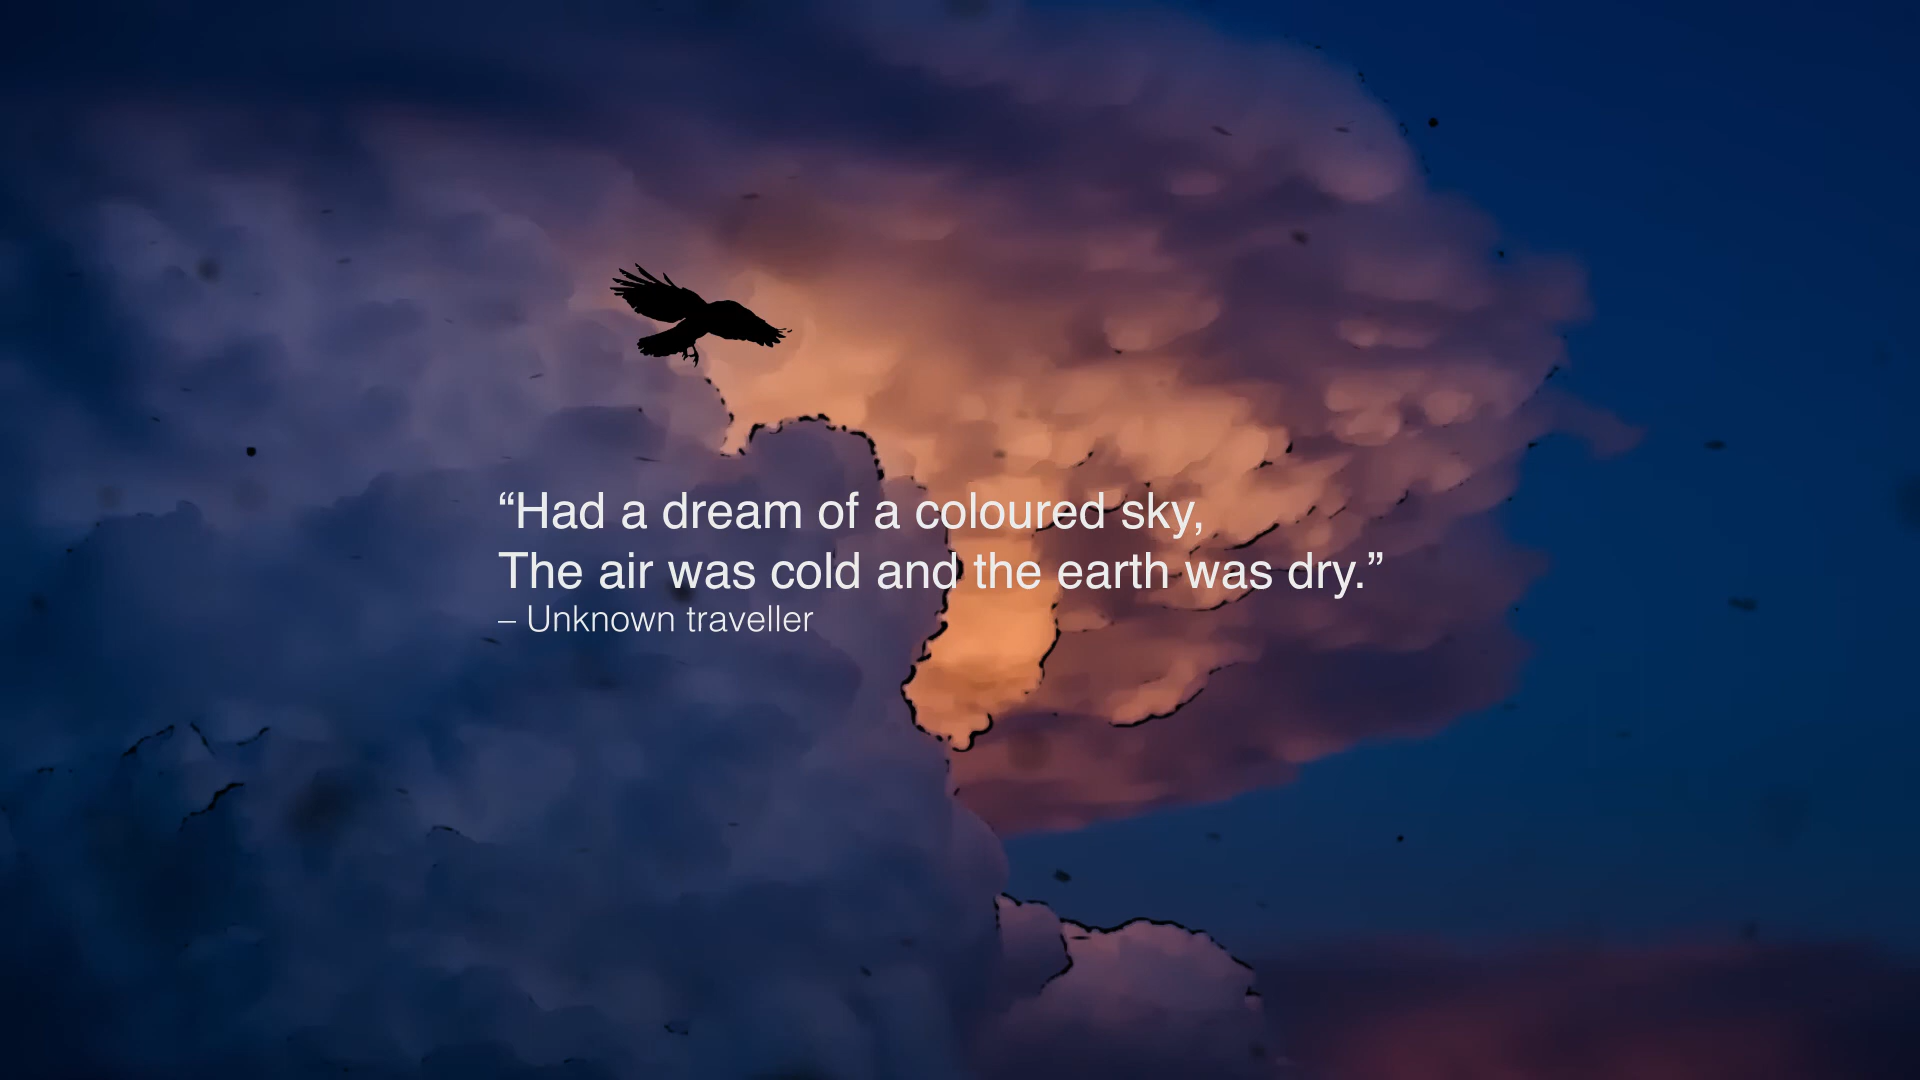 “Had a dream of a coloured sky,
The air was cold and the earth was dry.”
– Unknown traveller